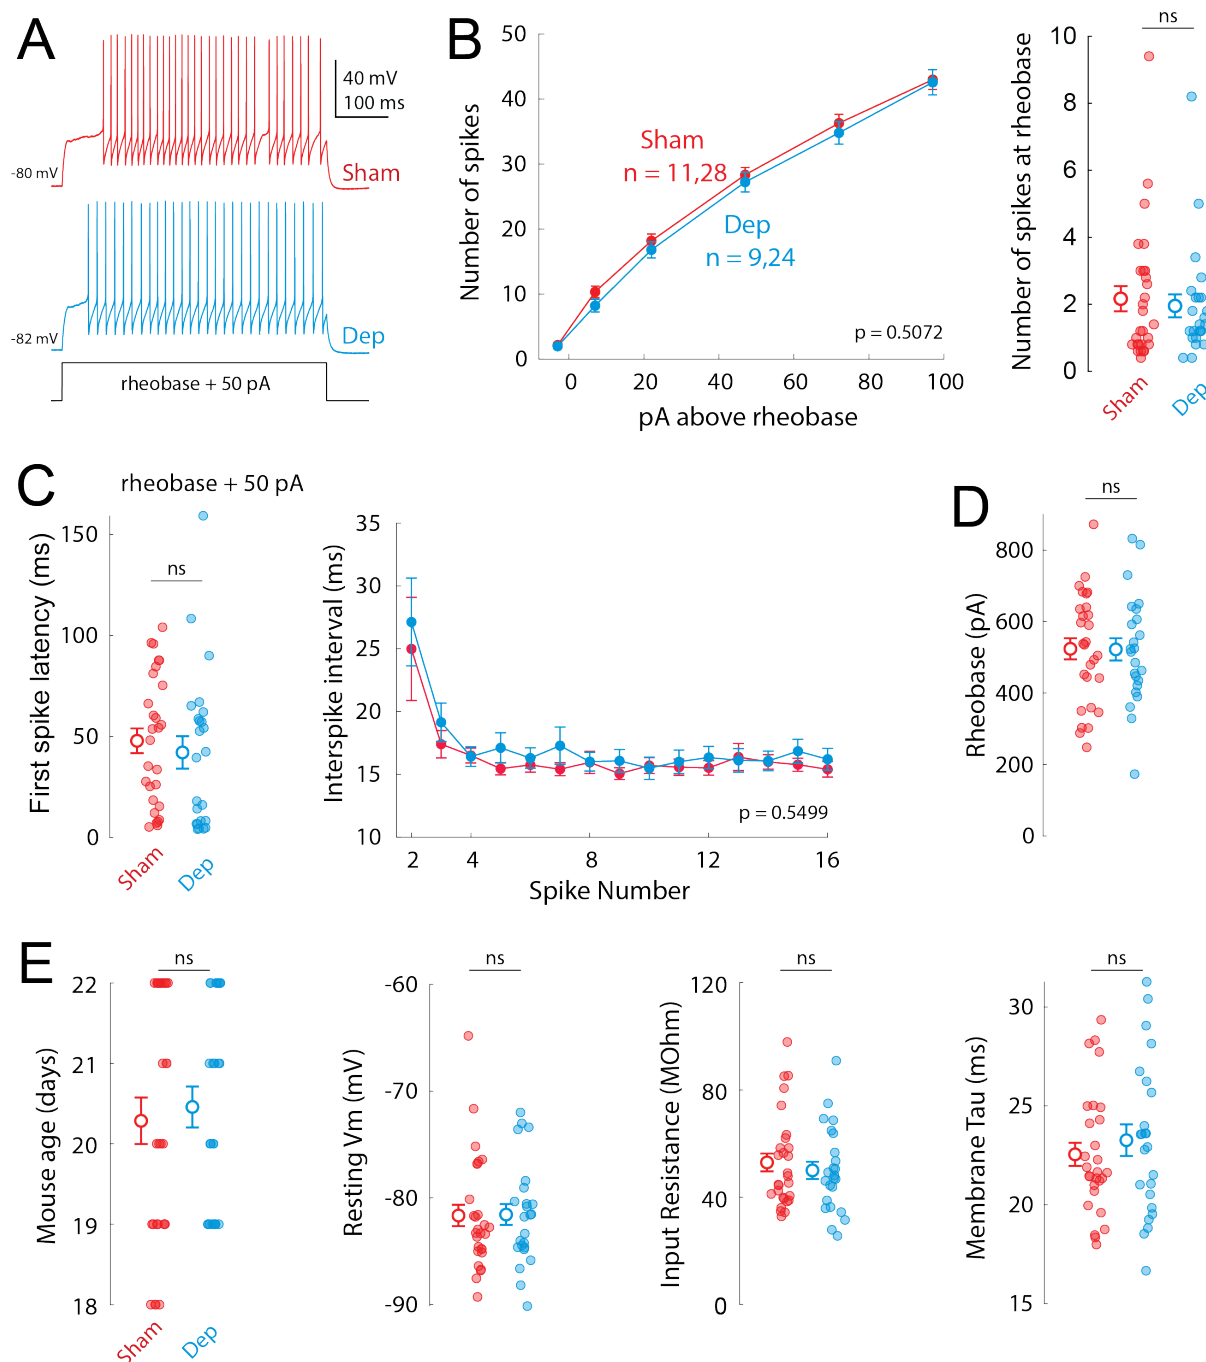 A
40 mV
100 ms
-80 mV
Sham
-82 mV
Dep
rheobase + 50 pA
B
Number of spikes
50
40
30
20
10
0
Sham
n = 11,28
Dep
n = 9,24
p = 0.5072
0
20
40
60
80
100
pA above rheobase
Number of spikes at rheobase
ns
10
8
6
4
2
0
Sham
Dep
C
rheobase + 50 pA
First spike latency (ms)
150
100
50
0
ns
Sham
Dep
Interspike interval (ms)
35
30
25
20
15
10
p = 0.5499
2
4
8
12
16
Spike Number
D
ns
Rheobase (pA)
800
600
400
200
0
E
Mouse age (days)
ns
22
21
20
19
18
Sham
Dep
Resting Vm (mV)
ns
-60
-70
-80
-90
Input Resistance (MOhm)
ns
120
80
40
0
Membrane Tau (ms)
ns
30
25
20
15